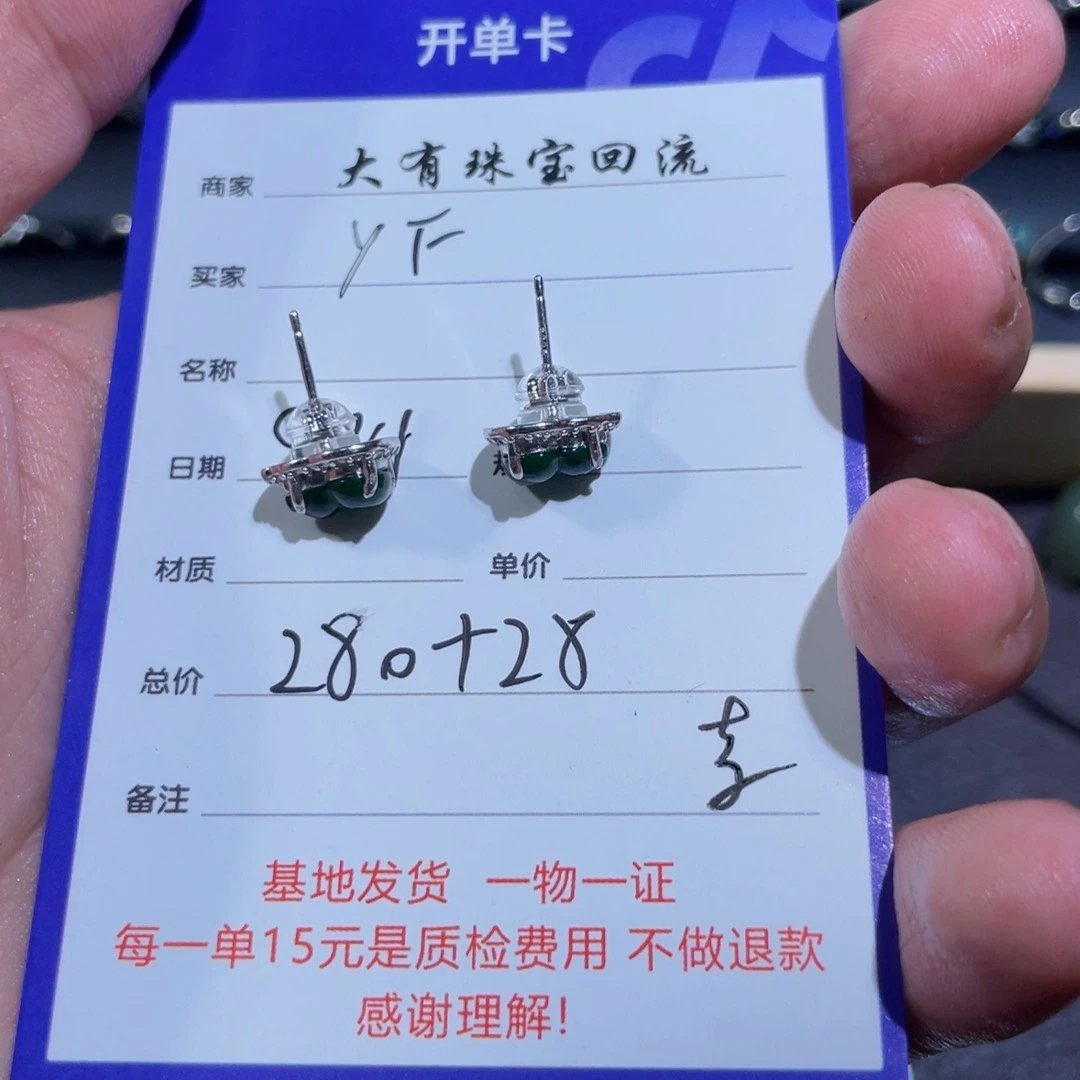 开单卡
商家 大有珠宝回流
买家 YF
名称
日期
材质 单价
总价 280+28
备注
基地发货 一物一证
每一单15元是质检费用 不做退款
感谢理解!